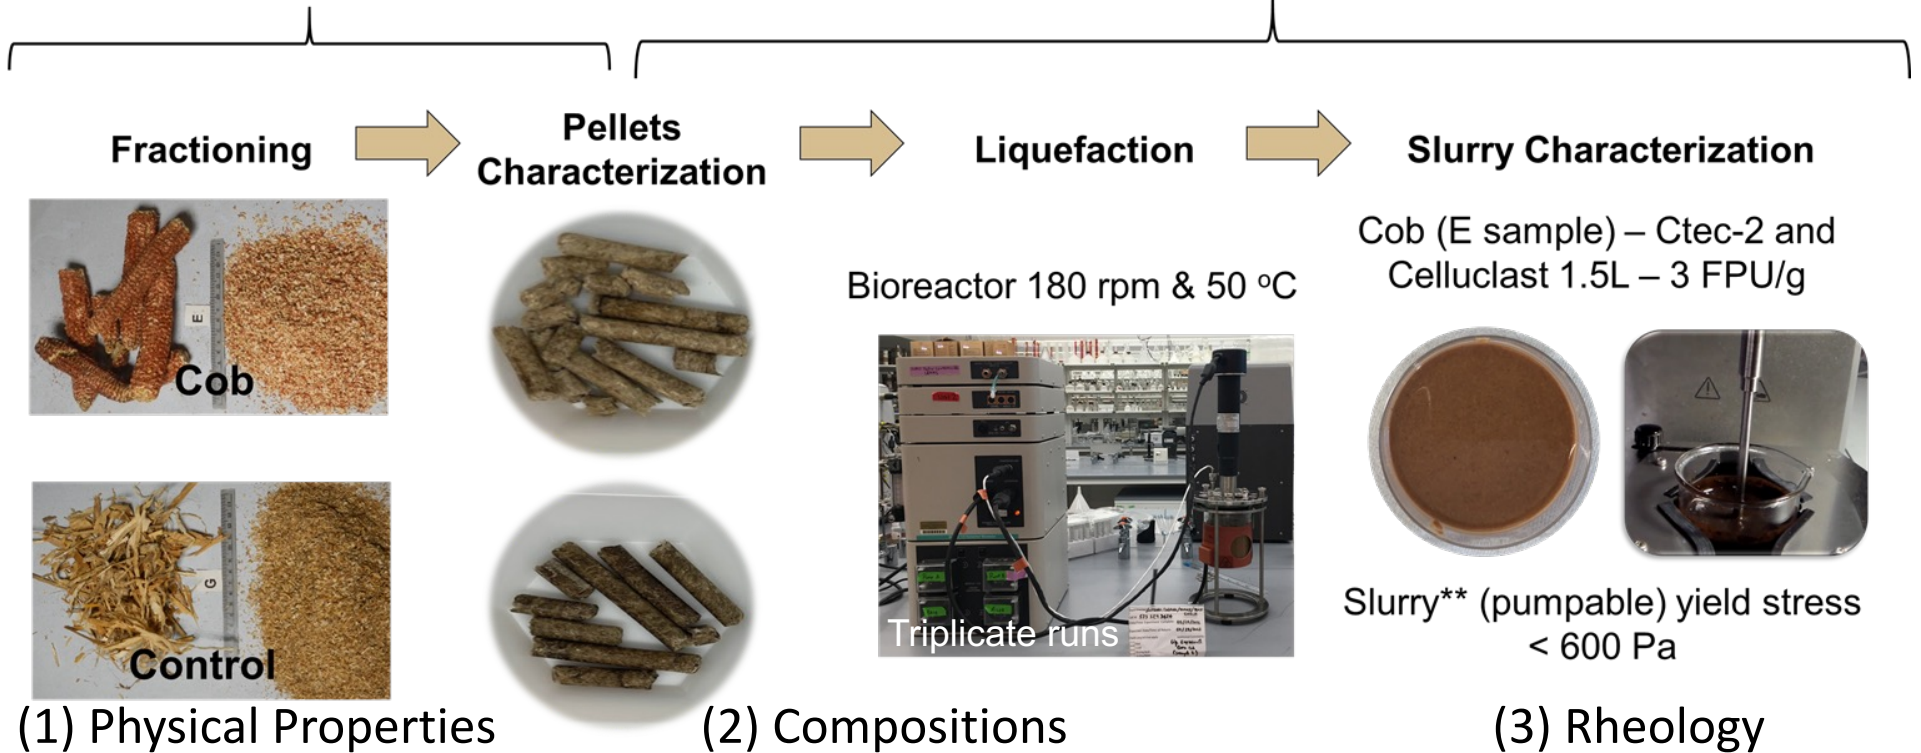 Fractioning
Pellets
Characterization
Liquefaction
Slurry Characterization
Cob (E sample) – Ctec-2 and
Celluclast 1.5L – 3 FPU/g
Bioreactor 180 rpm & 50 ºC
E
Cob
G
Control
Triplicate runs
Slurry** (pumpable) yield stress
< 600 Pa
(1) Physical Properties
(2) Compositions
(3) Rheology